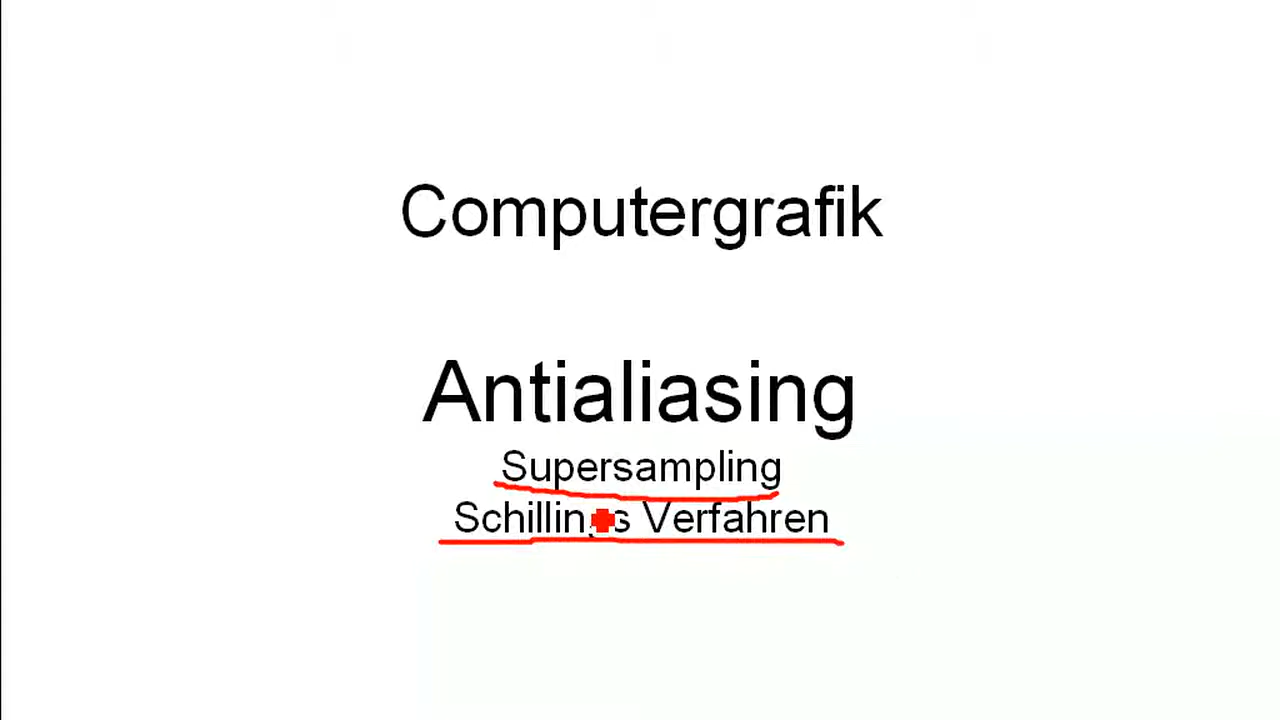 Computergrafik
Antialiasing
Supersampling
Schillings Verfahren